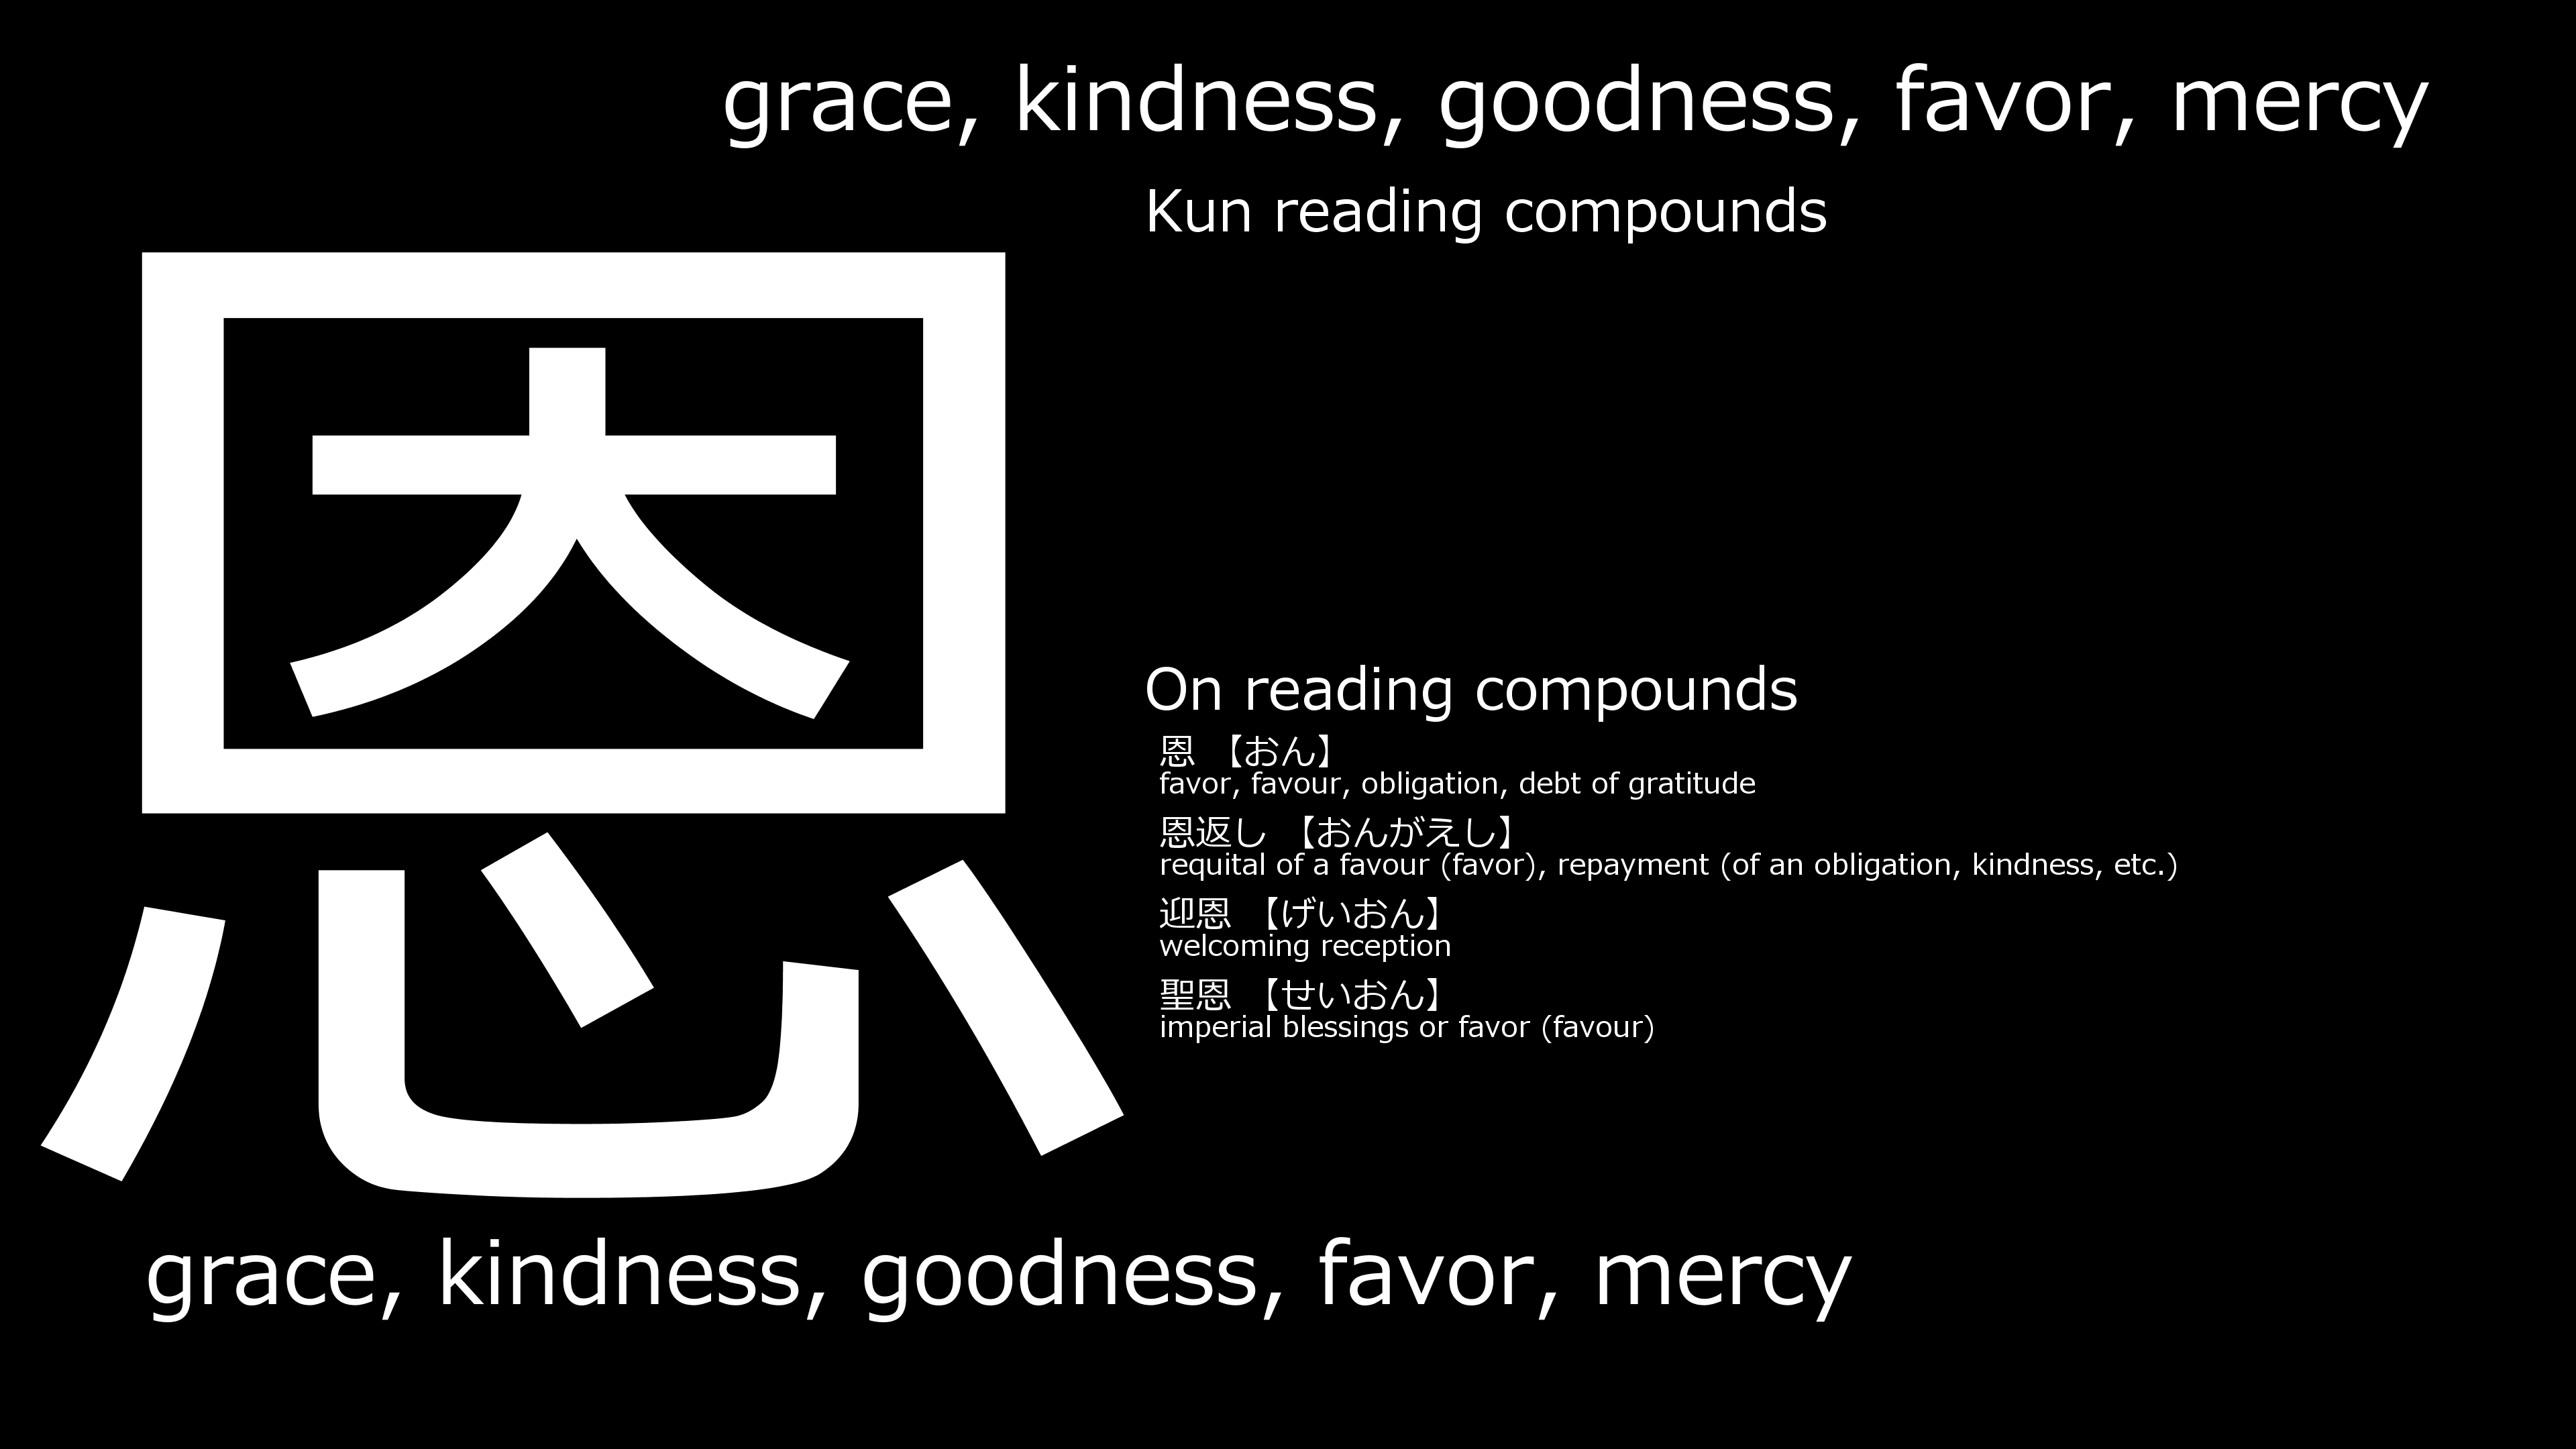 grace, kindness, goodness, favor, mercy
Kun reading compounds
恩
On reading compounds
恩 【おん】
favor, favour, obligation, debt of gratitude
恩返し 【おんがえし】
requital of a favour (favor), repayment (of an obligation, kindness, etc.)
迎恩 【げいおん】
welcoming reception
聖恩 【せいおん】
imperial blessings or favor (favour)
grace, kindness, goodness, favor, mercy